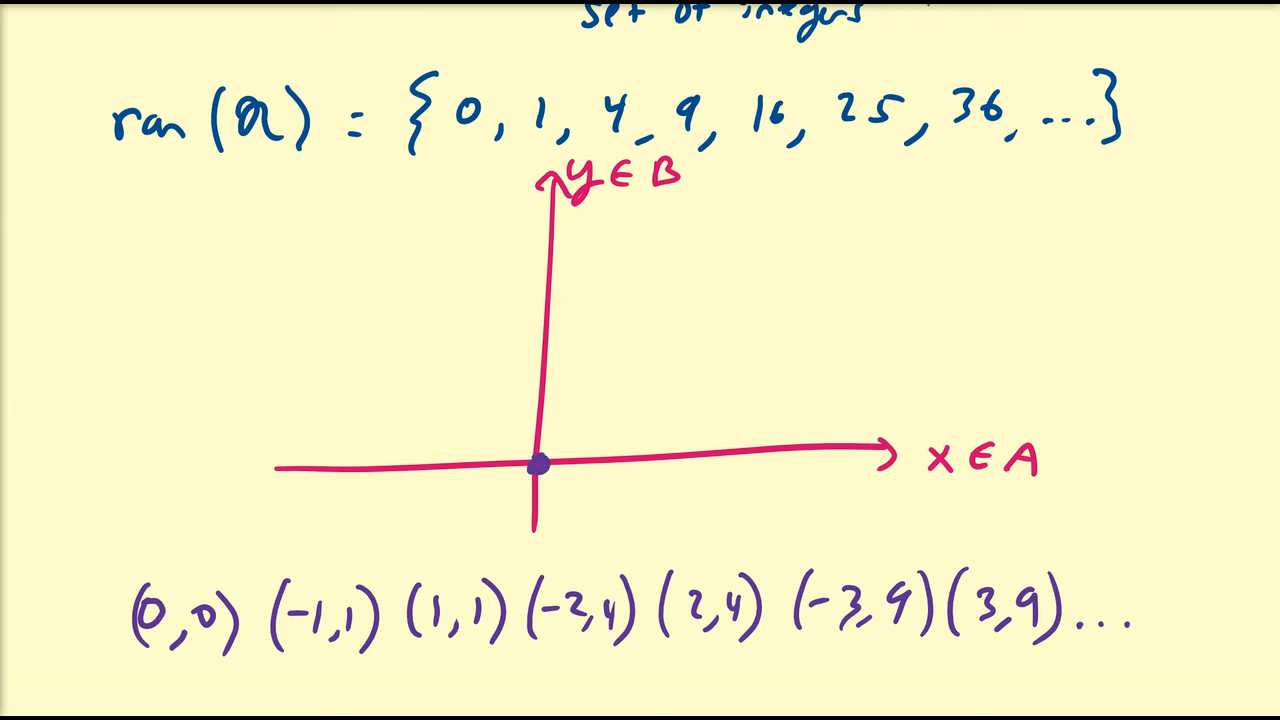 set of integers
ran (R) = { 0, 1, 4, 9, 16, 25, 36, ...}
y ∈ B
x ∈ A
(0,0) (-1,1) (1,1) (-2,4) (2,4) (-3,9) (3,9) ...